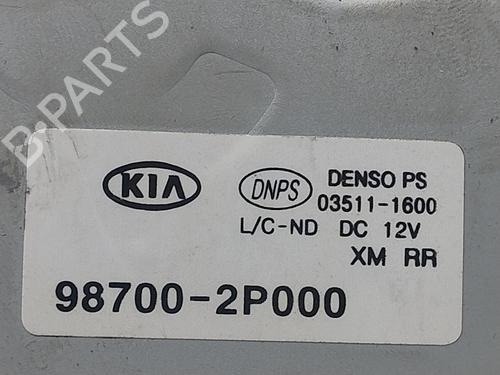 B-PARTS
KIA
DNPS
DENSO PS
03511-1600
L/C-ND DC 12V
XM RR
98700-2P000